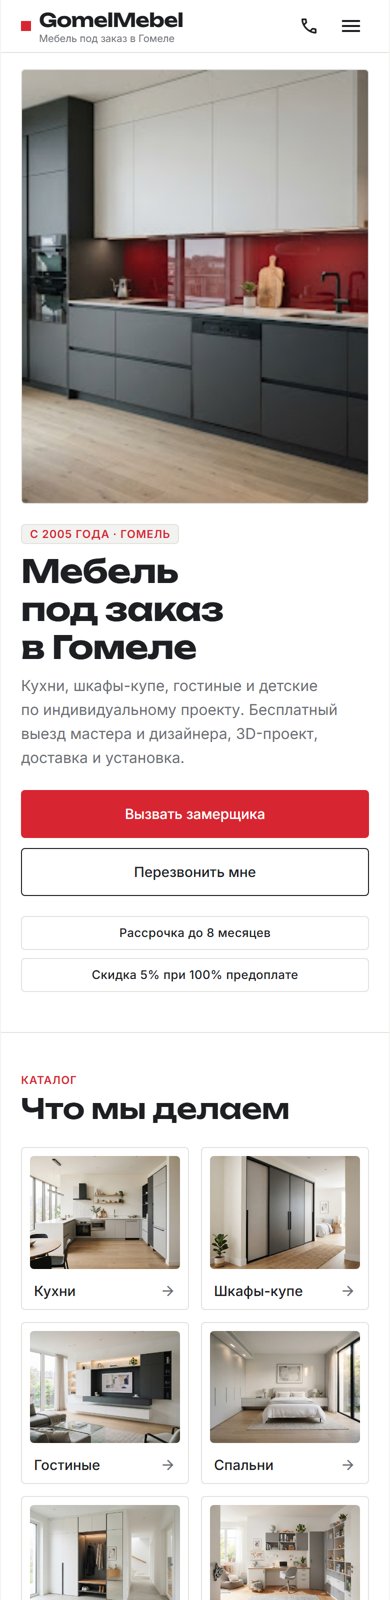 GomelMebel
Мебель под заказ в Гомеле
С 2005 ГОДА · ГОМЕЛЬ
Мебель
под заказ
в Гомеле
Кухни, шкафы-купе, гостиные и детские
по индивидуальному проекту. Бесплатный
выезд мастера и дизайнера, 3D-проект,
доставка и установка.
Вызвать замерщика
Перезвонить мне
Рассрочка до 8 месяцев
Скидка 5% при 100% предоплате
КАТАЛОГ
Что мы делаем
Кухни
Шкафы-купе
Гостиные
Спальни